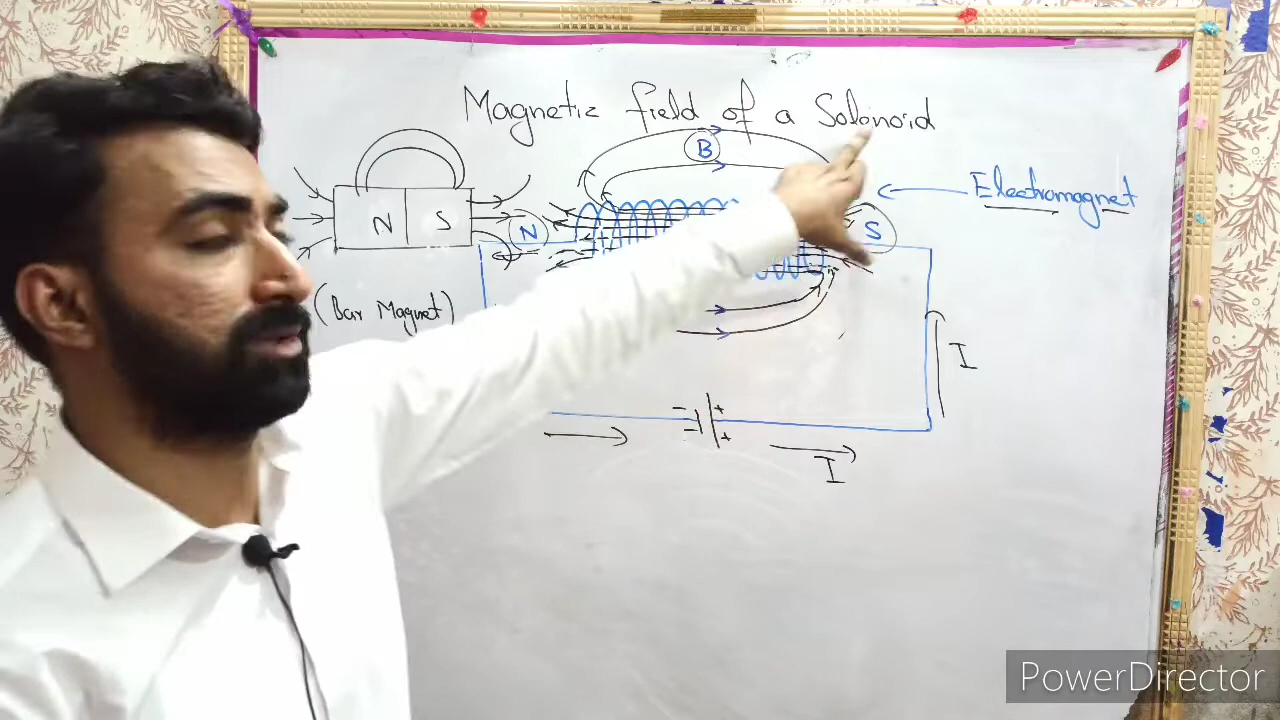 Magnetic field of a Solonoid
B
Electromagnet
N S
N
S
(Bar Magnet)
I
- +
- +
I
PowerDirector